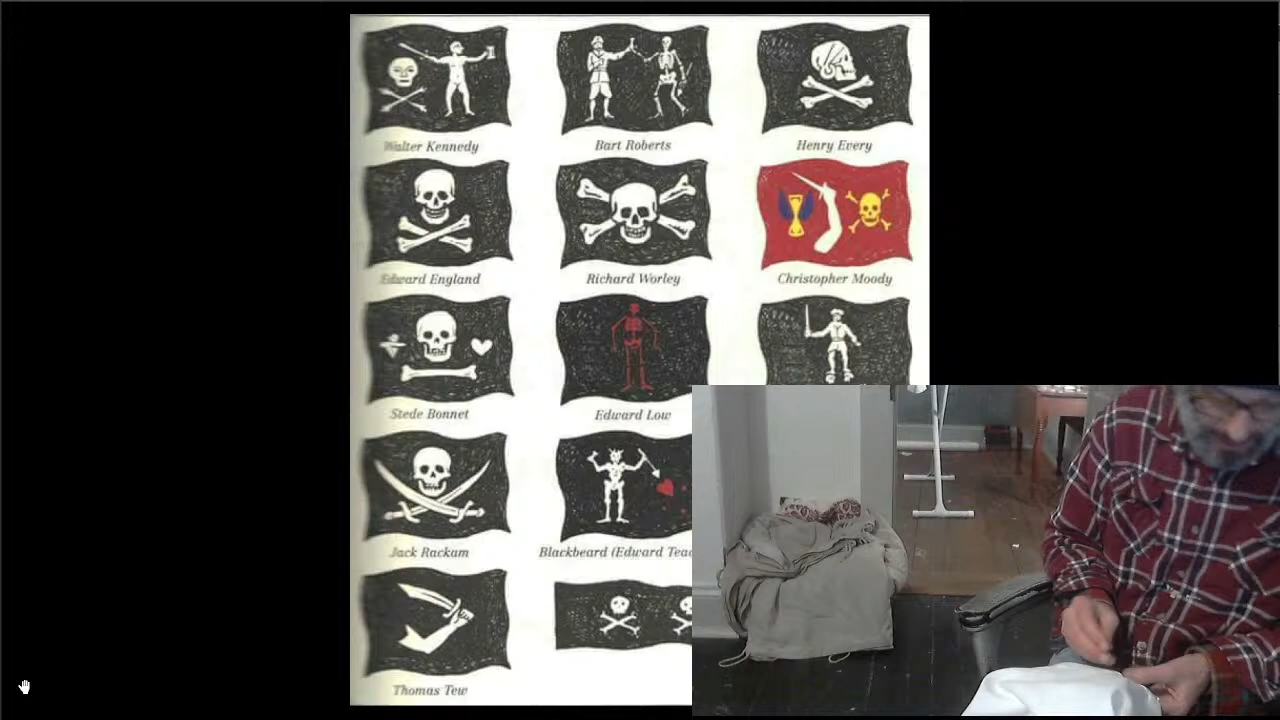 Walter Kennedy
Bart Roberts
Henry Every
Edward England
Richard Worley
Christopher Moody
Stede Bonnet
Edward Low
Jack Rackam
Blackbeard (Edward Teac
Thomas Tew